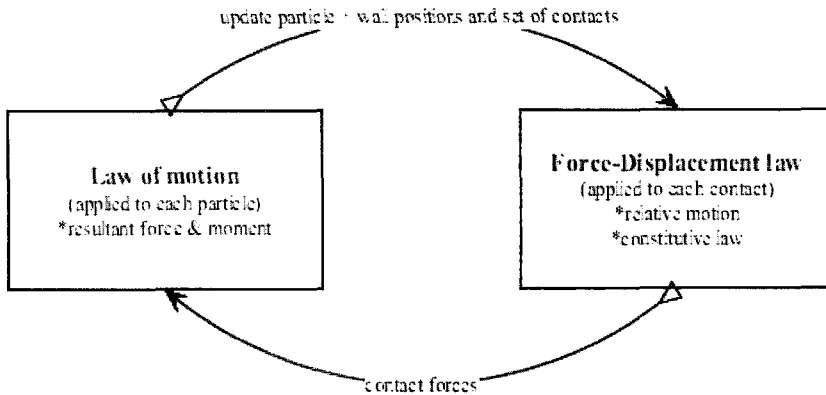 update particle + wall positions and set of contacts
Law of motion
(applied to each particle)
*resultant force & moment
Force-Displacement law
(applied to each contact)
*relative motion
*constitutive law
contact forces